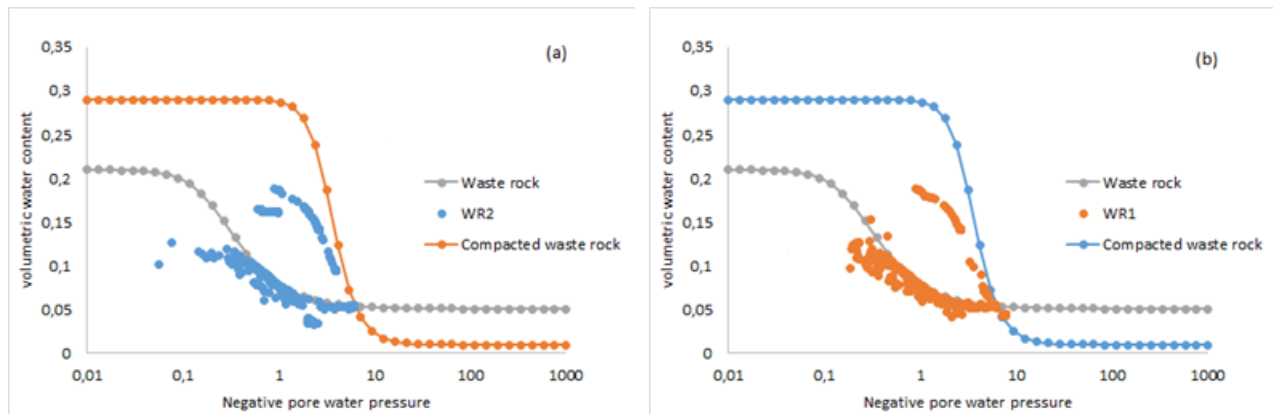 (a)
0,35
0,3
0,25
0,2
0,15
0,1
0,05
0
volumetric water content
0,01 0,1 1 10 100 1000
Negative pore water pressure
Waste rock
WR2
Compacted waste rock
(b)
0,35
0,3
0,25
0,2
0,15
0,1
0,05
0
volumetric water content
0,01 0,1 1 10 100 1000
Negative pore water pressure
Waste rock
WR1
Compacted waste rock